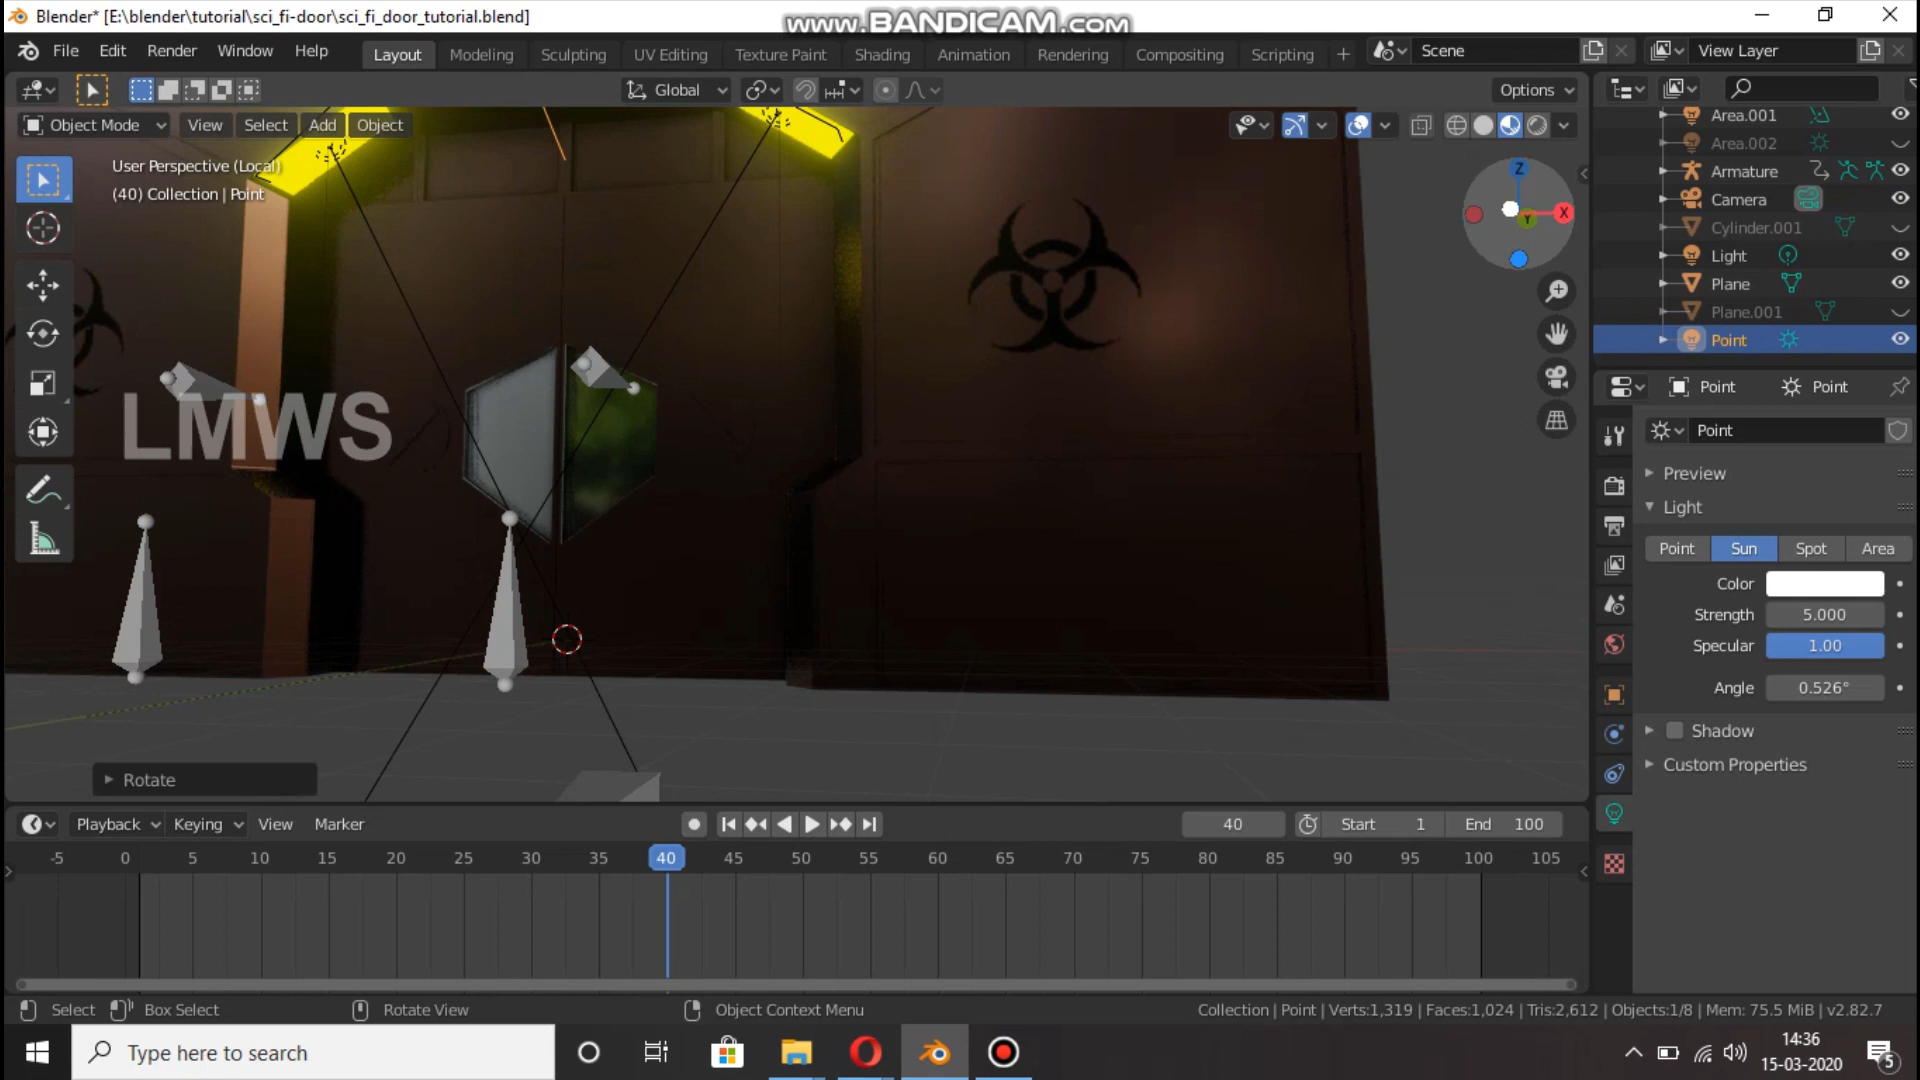 Blender* [E:\blender\tutorial\sci_fi-door\sci_fi_door_tutorial.blend]
www.BANDICAM.com
File Edit Render Window Help
Layout Modeling Sculpting UV Editing Texture Paint Shading Animation Rendering Compositing Scripting +
Scene
View Layer
Global
Options
Object Mode View Select Add Object
User Perspective (Local)
(40) Collection | Point
Z
X
Y
LMWS
Rotate
Area.001
Area.002
Armature
Camera
Cylinder.001
Light
Plane
Plane.001
Point
Point Point
Point
Preview
Light
Point Sun Spot Area
Color
Strength 5.000
Specular 1.00
Angle 0.526°
Shadow
Custom Properties
Playback Keying View Marker
40 Start 1 End 100
-5 0 5 10 15 20 25 30 35 40 45 50 55 60 65 70 75 80 85 90 95 100 105
Select Box Select Rotate View Object Context Menu
Collection | Point | Verts:1,319 | Faces:1,024 | Tris:2,612 | Objects:1/8 | Mem: 75.5 MiB | v2.82.7
Type here to search
14:36
15-03-2020
5